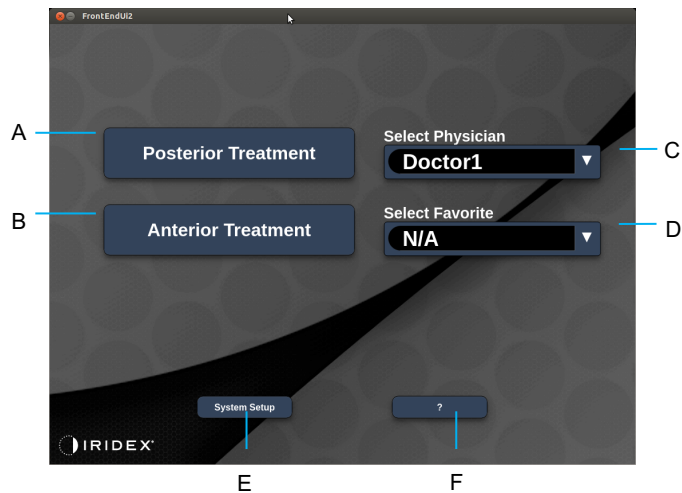 FrontEndUI2
A
Posterior Treatment
Select Physician
Doctor1
C
B
Anterior Treatment
Select Favorite
N/A
D
System Setup
?
IRIDEX
E
F